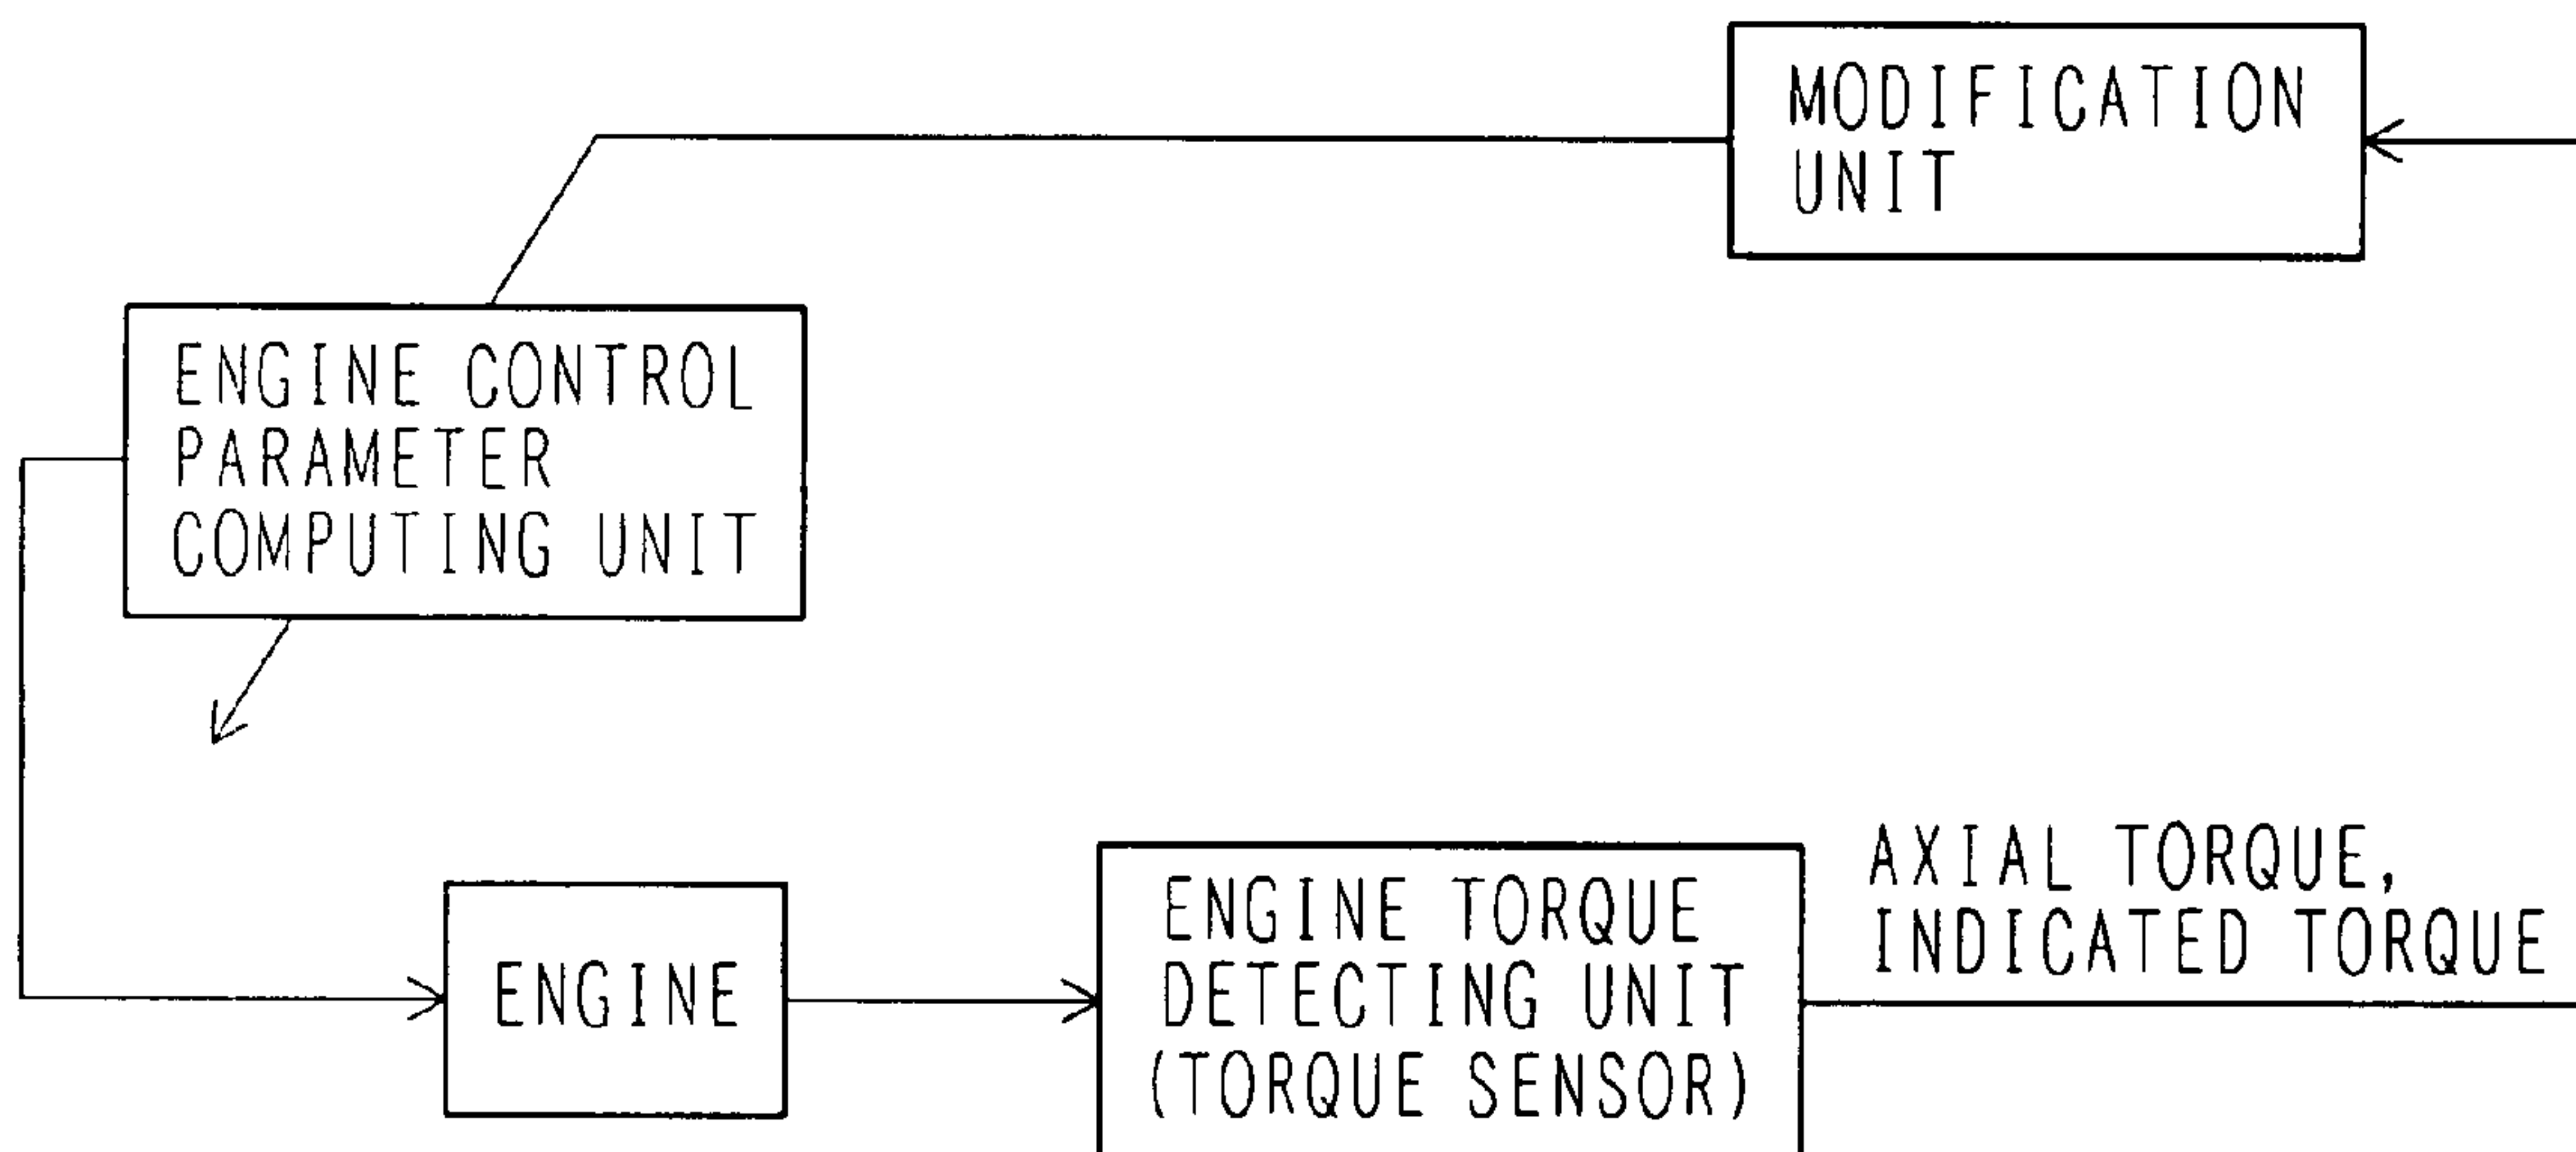 MODIFICATION
UNIT
ENGINE CONTROL
PARAMETER
COMPUTING UNIT
ENGINE
ENGINE TORQUE
DETECTING UNIT
(TORQUE SENSOR)
AXIAL TORQUE,
INDICATED TORQUE